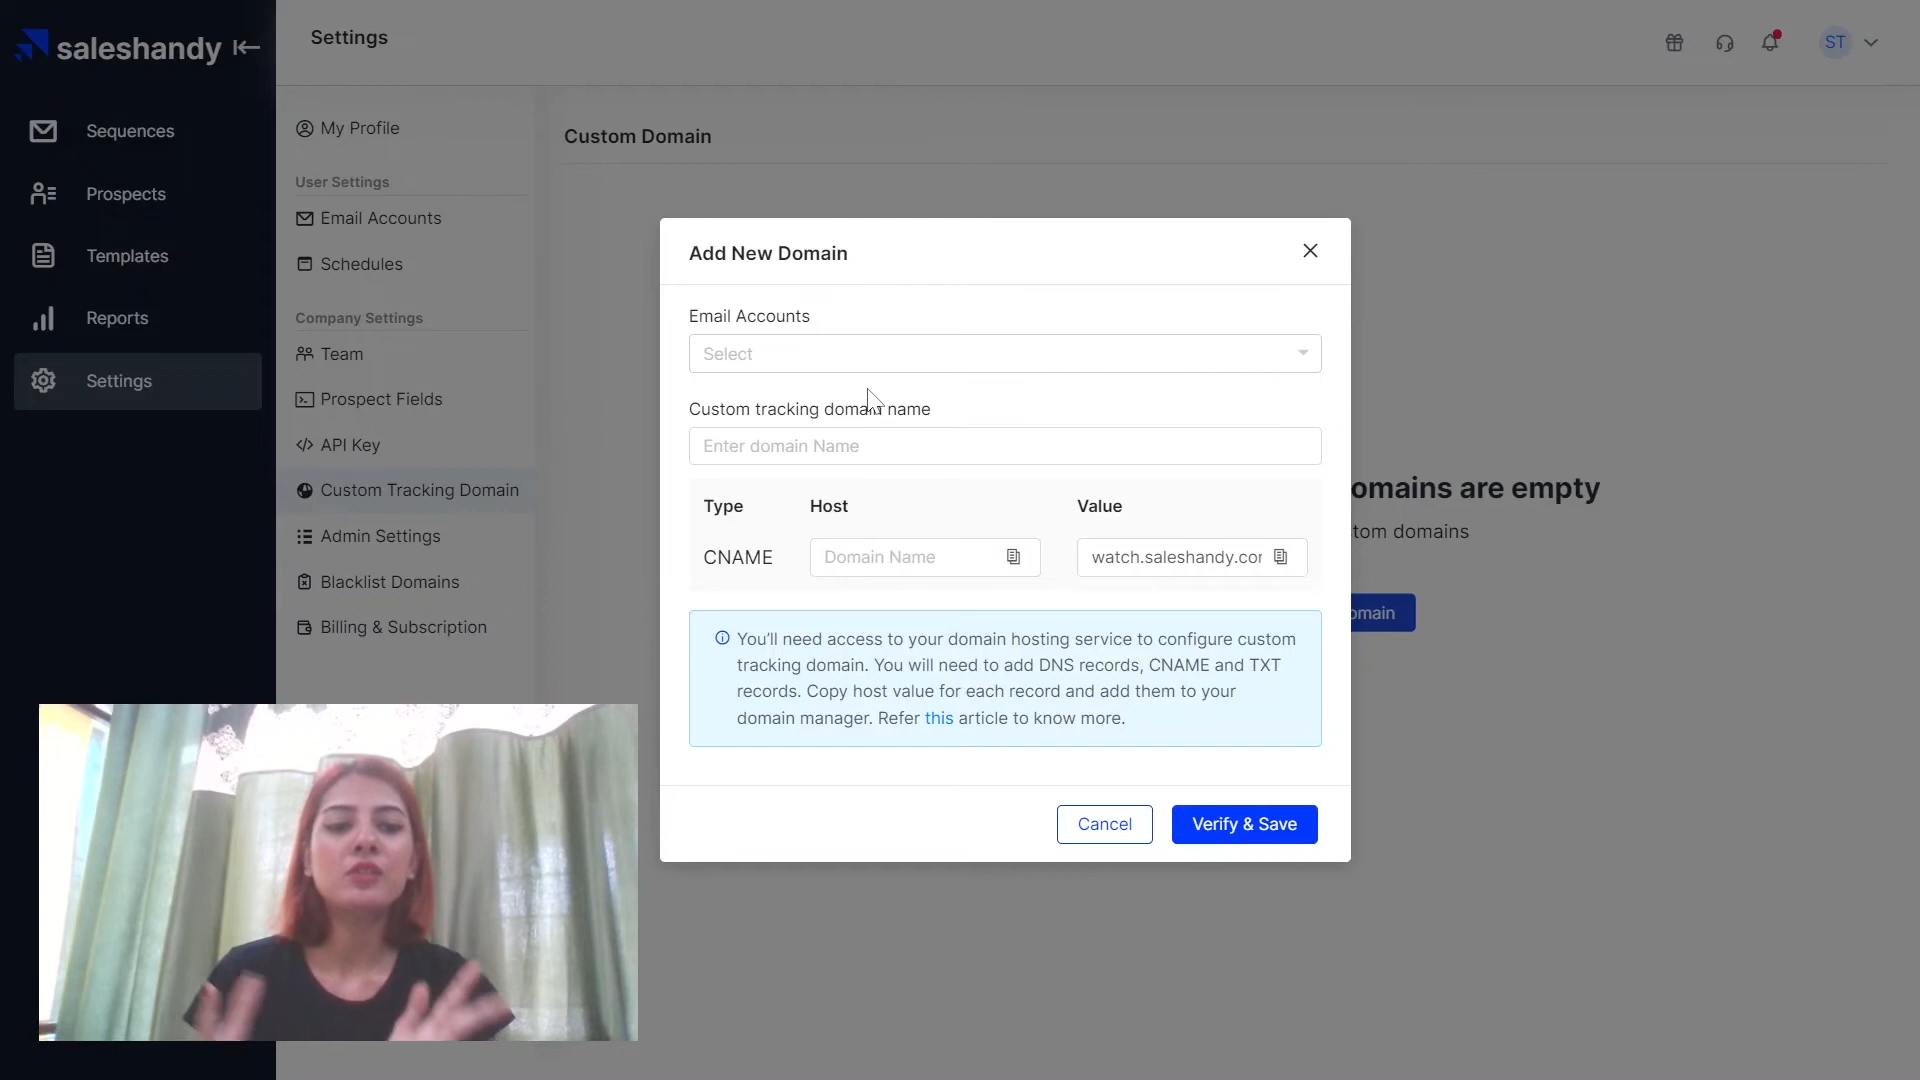 saleshandy
Settings
ST
Sequences
Prospects
Templates
Reports
Settings
My Profile
User Settings
Email Accounts
Schedules
Company Settings
Team
Prospect Fields
API Key
Custom Tracking Domain
Admin Settings
Blacklist Domains
Billing & Subscription
Custom Domain
omains are empty
tom domains
omain
Add New Domain
Email Accounts
Select
Custom tracking domain name
Enter domain Name
Type Host Value
CNAME Domain Name watch.saleshandy.cor
You'll need access to your domain hosting service to configure custom
tracking domain. You will need to add DNS records, CNAME and TXT
records. Copy host value for each record and add them to your
domain manager. Refer this article to know more.
Cancel Verify & Save